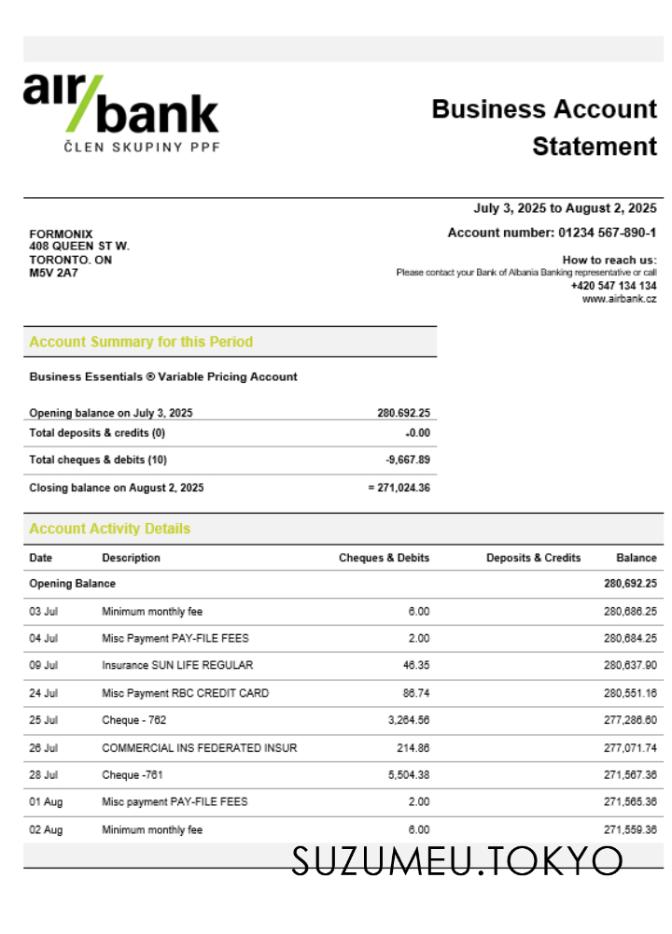 air/bank
ČLEN SKUPINY PPF
Business Account
Statement
July 3, 2025 to August 2, 2025
Account number: 01234 567-890-1
FORMONIX
408 QUEEN ST W.
TORONTO. ON
M5V 2A7
How to reach us:
Please contact your Bank of Albania Banking representative or call
+420 547 134 134
www.airbank.cz
Account Summary for this Period
Business Essentials ® Variable Pricing Account
Opening balance on July 3, 2025 280.692.25
Total deposits & credits (0) -0.00
Total cheques & debits (10) -9,667.89
Closing balance on August 2, 2025 = 271,024.36
Account Activity Details
Date Description Cheques & Debits Deposits & Credits Balance
Opening Balance 280,692.25
03 Jul Minimum monthly fee 6.00 280,686.25
04 Jul Misc Payment PAY-FILE FEES 2.00 280,684.25
09 Jul Insurance SUN LIFE REGULAR 46.35 280,637.90
24 Jul Misc Payment RBC CREDIT CARD 86.74 280,551.16
25 Jul Cheque - 762 3,264.56 277,286.60
26 Jul COMMERCIAL INS FEDERATED INSUR 214.86 277,071.74
28 Jul Cheque -761 5,504.38 271,567.36
01 Aug Misc payment PAY-FILE FEES 2.00 271,565.36
02 Aug Minimum monthly fee 6.00 271,559.36
SUZUMEU.TOKYO